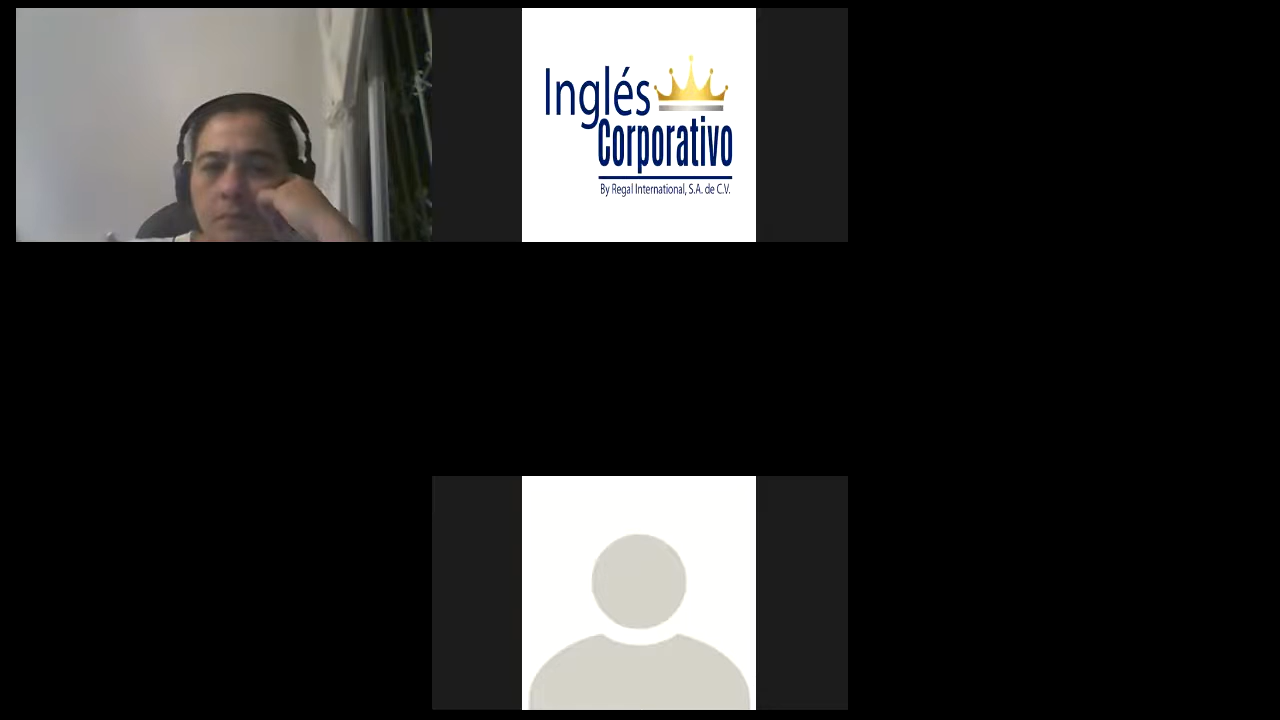 Inglés
Corporativo
By Regal International, S.A. de C.V.